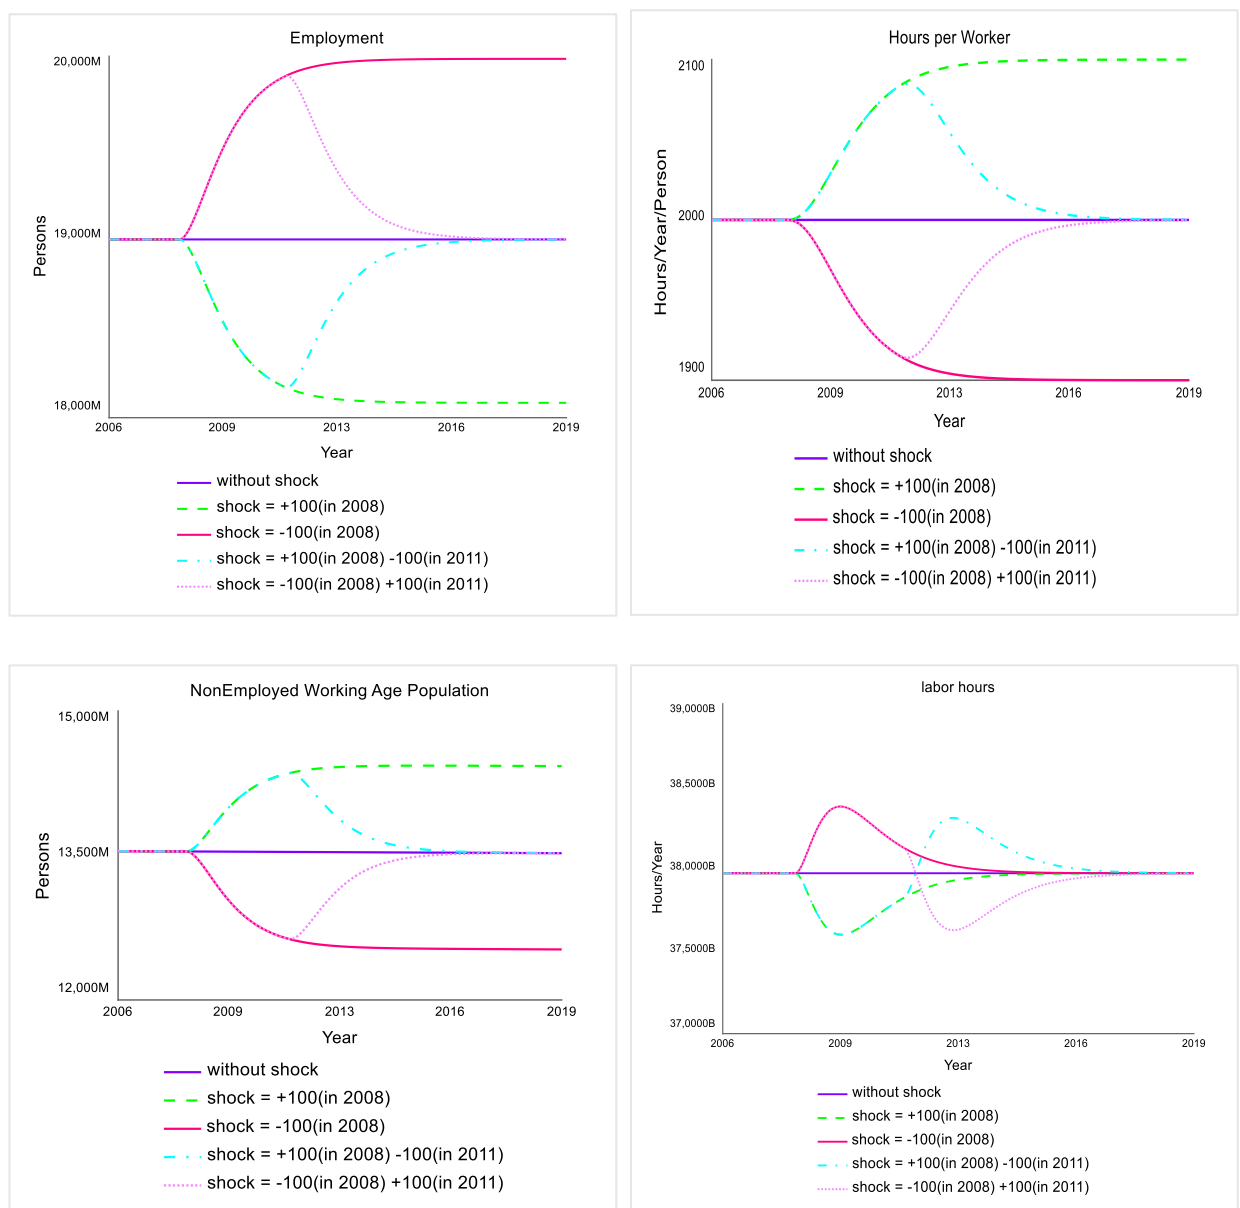 Employment
20,000M
19,000M
18,000M
Persons
2006 2009 2013 2016 2019
Year
without shock
shock = +100(in 2008)
shock = -100(in 2008)
shock = +100(in 2008) -100(in 2011)
shock = -100(in 2008) +100(in 2011)
Hours per Worker
2100
2000
1900
Hours/Year/Person
2006 2009 2013 2016 2019
Year
without shock
shock = +100(in 2008)
shock = -100(in 2008)
shock = +100(in 2008) -100(in 2011)
shock = -100(in 2008) +100(in 2011)
NonEmployed Working Age Population
15,000M
13,500M
12,000M
Persons
2006 2009 2013 2016 2019
Year
without shock
shock = +100(in 2008)
shock = -100(in 2008)
shock = +100(in 2008) -100(in 2011)
shock = -100(in 2008) +100(in 2011)
labor hours
39,0000B
38,5000B
38,0000B
37,5000B
37,0000B
Hours/Year
2006 2009 2013 2016 2019
Year
without shock
shock = +100(in 2008)
shock = -100(in 2008)
shock = +100(in 2008) -100(in 2011)
shock = -100(in 2008) +100(in 2011)